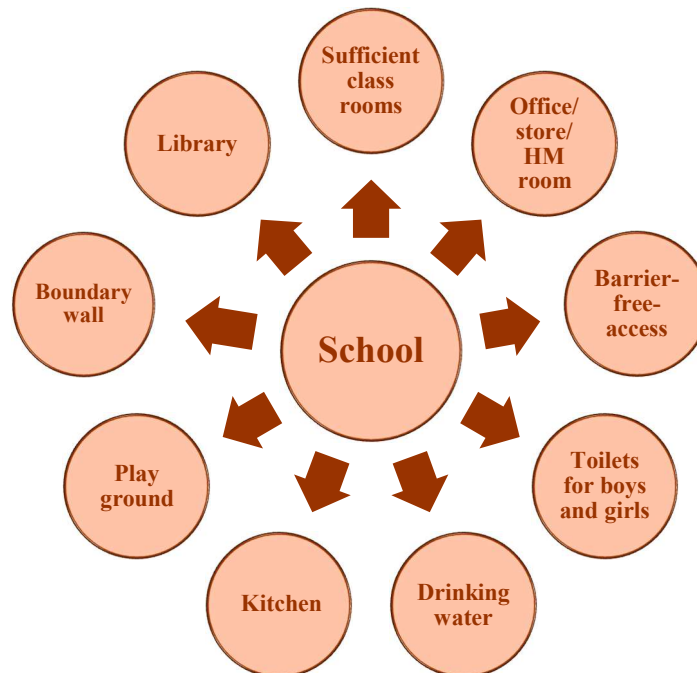 Sufficient
class
rooms
Office/
store/
HM
room
Barrier-
free-
access
Toilets
for boys
and girls
Drinking
water
Kitchen
Play
ground
Boundary
wall
Library
School